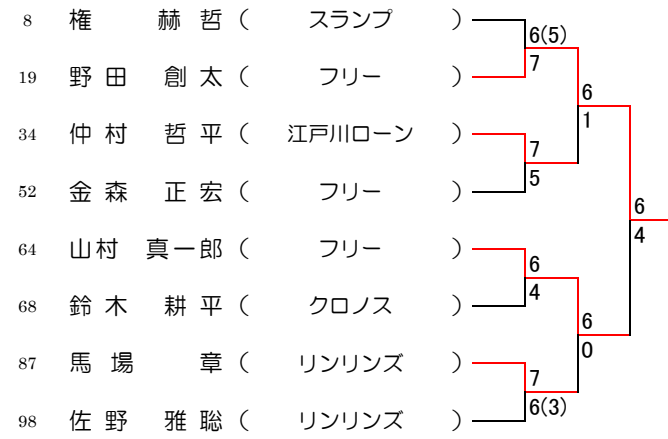 8 権 赫 哲 ( スランプ )
6(5)
19 野 田 創 太 ( フリー )
7
6
1
34 仲 村 哲 平 ( 江戸川ローン )
7
5
52 金 森 正 宏 ( フリー )
6
4
64 山村 真一郎 ( フリー )
6
4
68 鈴 木 耕 平 ( クロノス )
6
0
87 馬 場 章 ( リンリンズ )
7
6(3)
98 佐 野 雅 聡 ( リンリンズ )